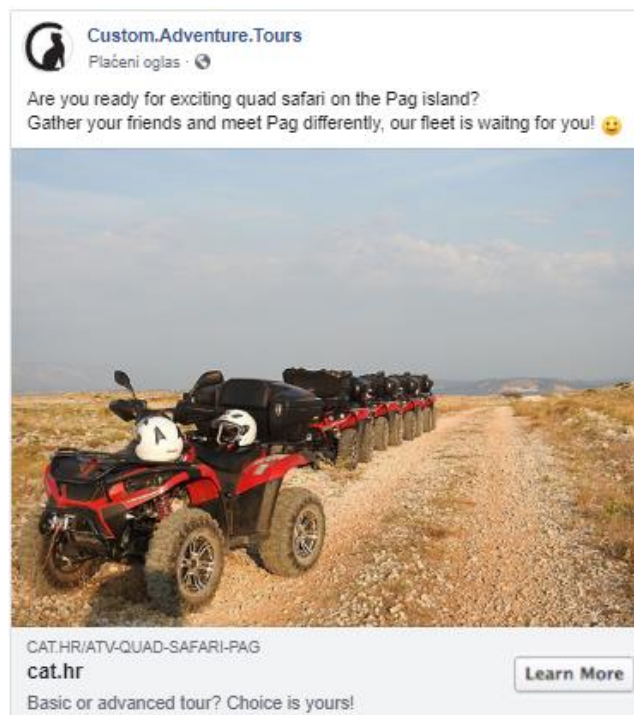 Custom.Adventure.Tours
Plaćeni oglas ·
Are you ready for exciting quad safari on the Pag island?
Gather your friends and meet Pag differently, our fleet is waitng for you! 😀
A
CAT.HR/ATV-QUAD-SAFARI-PAG
cat.hr
Learn More
Basic or advanced tour? Choice is yours!